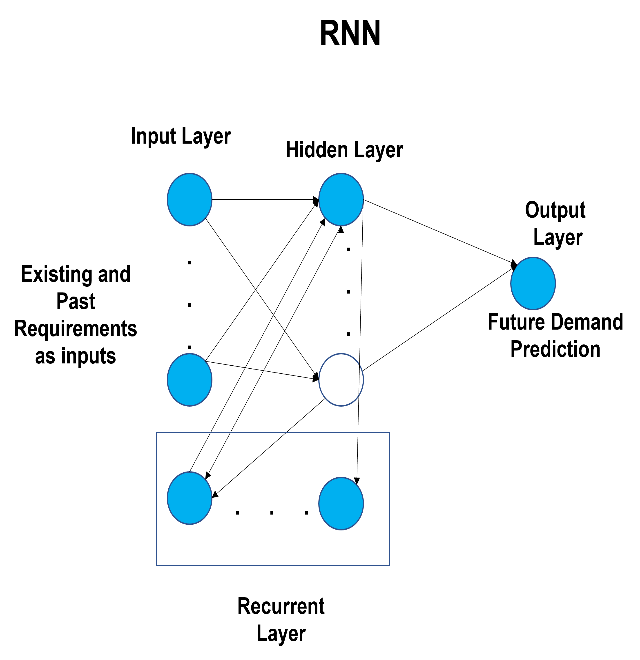 RNN
Input Layer
Hidden Layer
Output
Layer
Existing and
Past
Requirements
as inputs
Future Demand
Prediction
Recurrent
Layer